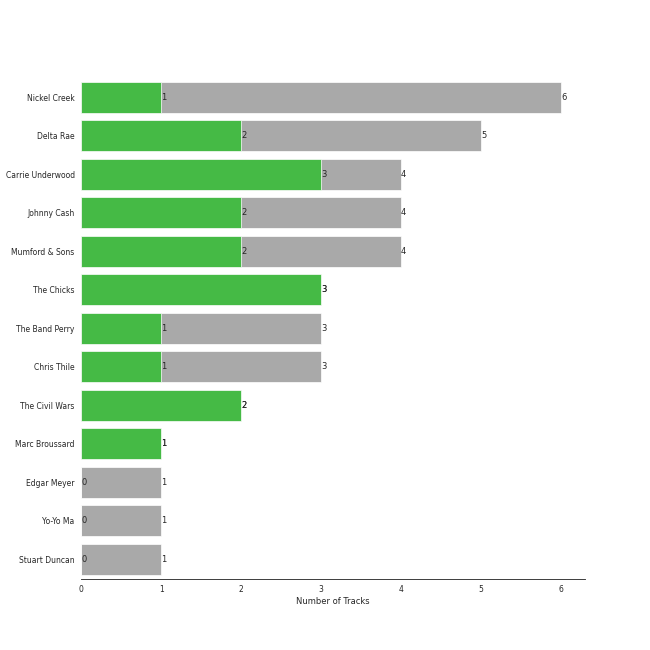 Nickel Creek 1 6
Delta Rae 2 5
Carrie Underwood 3 4
Johnny Cash 2 4
Mumford & Sons 2 4
The Chicks 3
The Band Perry 1 3
Chris Thile 1 3
The Civil Wars 2
Marc Broussard 1
Edgar Meyer 0 1
Yo-Yo Ma 0 1
Stuart Duncan 0 1
0 1 2 3 4 5 6
Number of Tracks